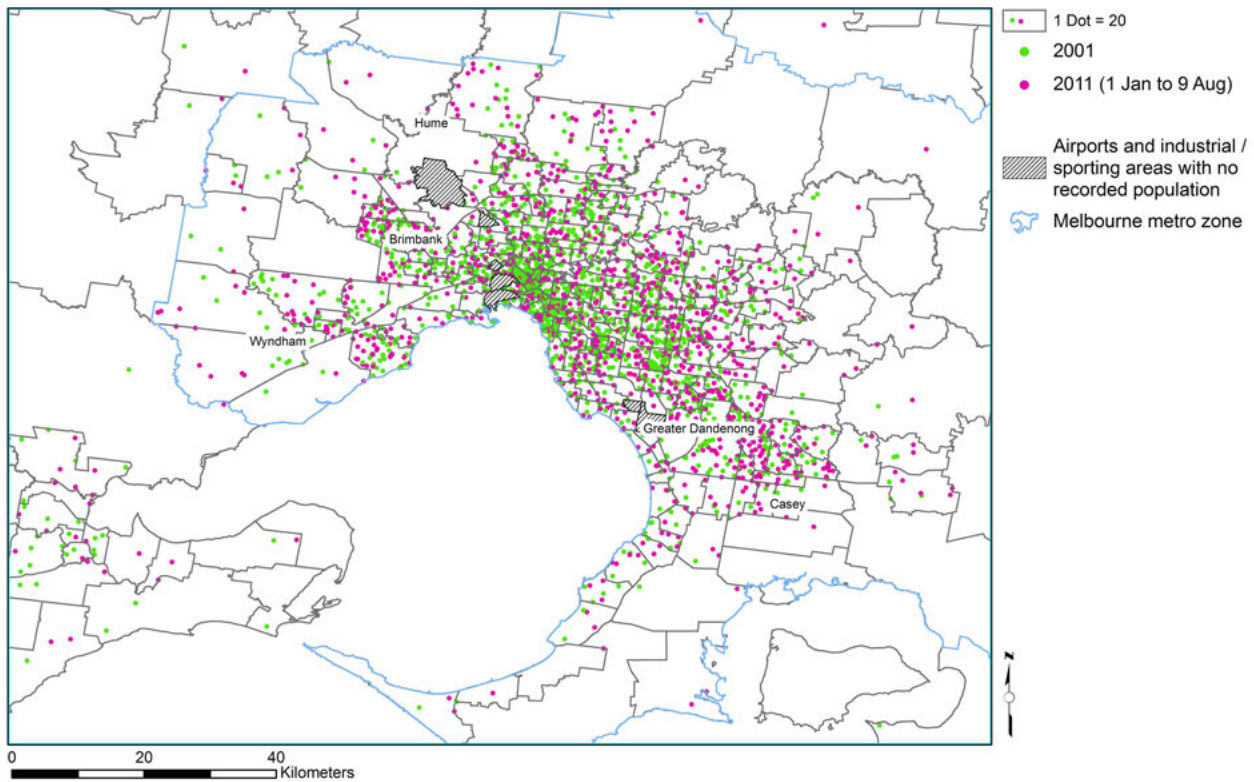 1 Dot = 20
2001
2011 (1 Jan to 9 Aug)
Airports and industrial /
sporting areas with no
recorded population
Melbourne metro zone
Hume
Brimbank
Wyndham
Greater Dandenong
Casey
N
0 20 40
Kilometers